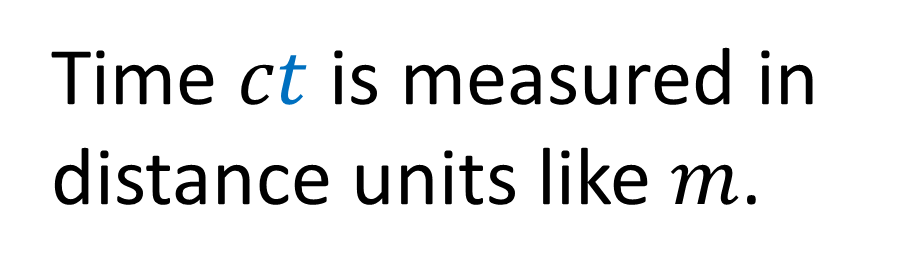 Time ct is measured in
distance units like m.